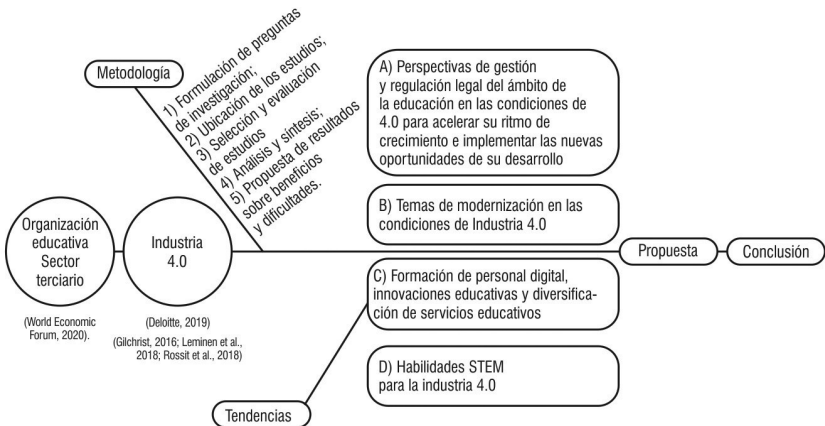 Metodología
1) Formulación de preguntas
de investigación;
2) Ubicación de los estudios;
3) Selección y evaluación
de estudios
4) Análisis y síntesis;
5) Propuesta de resultados
sobre beneficios
y dificultades.
A) Perspectivas de gestión
y regulación legal del ámbito de
la educación en las condiciones de
4.0 para acelerar su ritmo de
crecimiento e implementar las nuevas
oportunidades de su desarrollo
B) Temas de modernización en las
condiciones de Industria 4.0
Organización
educativa
Sector
terciario
Industria
4.0
(World Economic
Forum, 2020).
(Deloitte, 2019)
(Gilchrist, 2016; Leminen et al.,
2018; Rossit et al., 2018)
Propuesta
Conclusión
C) Formación de personal digital,
innovaciones educativas y diversifica-
ción de servicios educativos
D) Habilidades STEM
para la industria 4.0
Tendencias